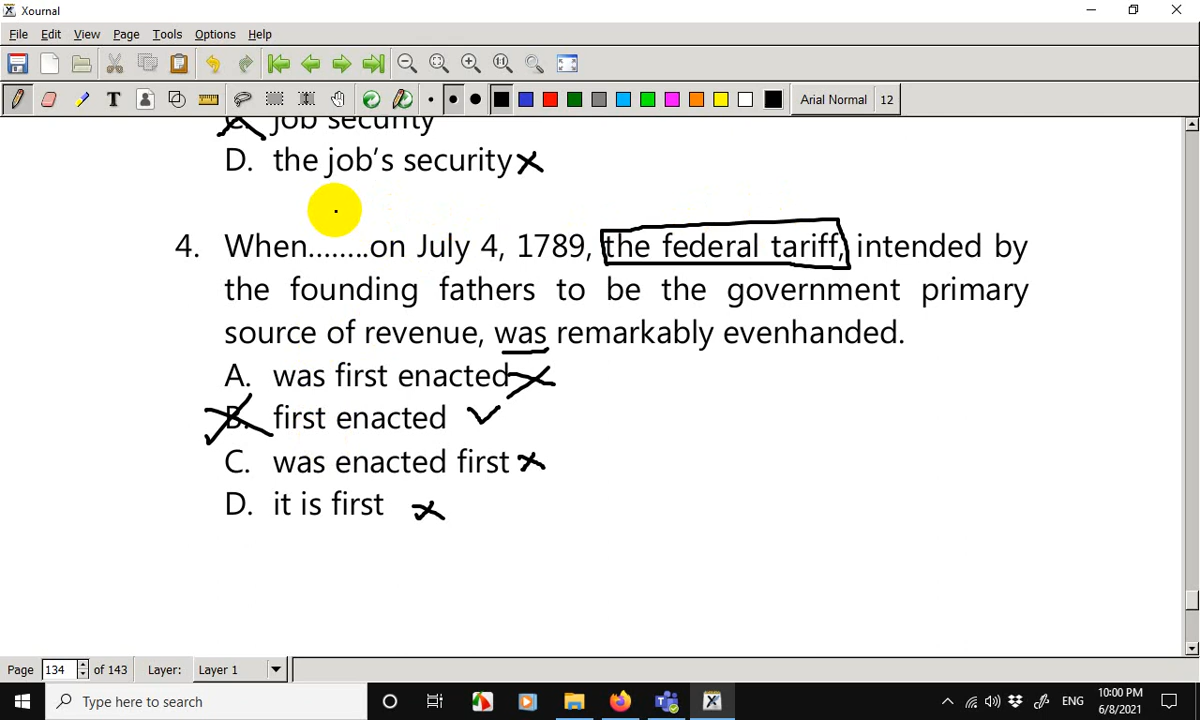 Xournal
File Edit View Page Tools Options Help
Arial Normal 12
C. job security
D. the job's security
4. When........on July 4, 1789, the federal tariff, intended by
the founding fathers to be the government primary
source of revenue, was remarkably evenhanded.
A. was first enacted
B. first enacted
C. was enacted first
D. it is first
Page 134 of 143 Layer: Layer 1
Type here to search
ENG
10:00 PM
6/8/2021